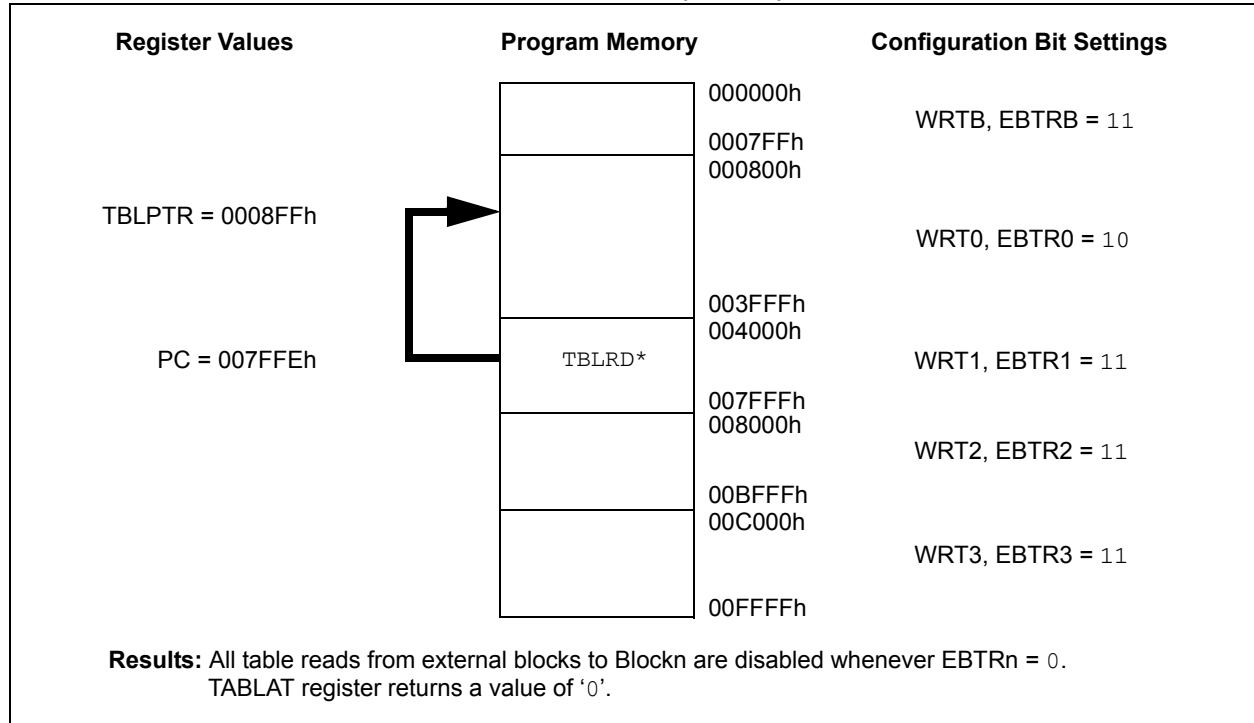 Register Values Program Memory Configuration Bit Settings
000000h
WRTB, EBTRB = 11
0007FFh
000800h
TBLPTR = 0008FFh
WRT0, EBTR0 = 10
003FFFh
004000h
PC = 007FFEh TBLRD* WRT1, EBTR1 = 11
007FFFh
008000h
WRT2, EBTR2 = 11
00BFFFh
00C000h
WRT3, EBTR3 = 11
00FFFFh
Results: All table reads from external blocks to Blockn are disabled whenever EBTRn = 0.
TABLAT register returns a value of ‘0’.